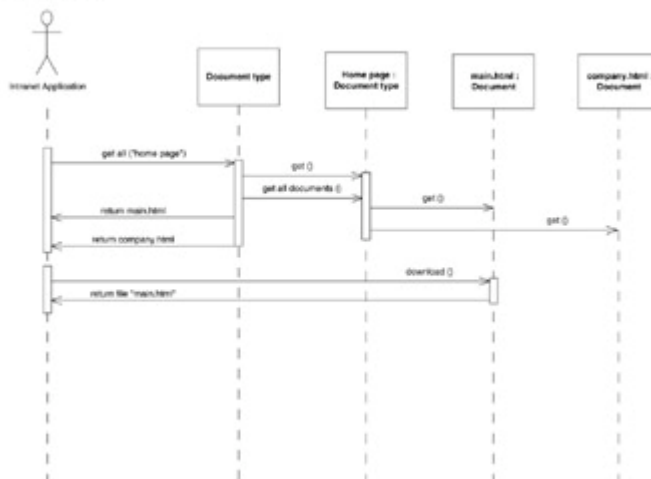 Intranet Application
Document type
Home page :
Document type
main.html :
Document
company.html :
Document
get all ("home page")
get ()
get all documents ()
return main.html
get ()
get ()
return company.html
download ()
return file "main.html"